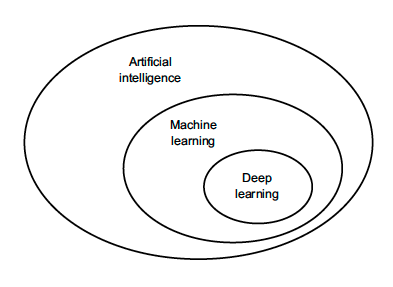 Artificial
intelligence
Machine
learning
Deep
learning